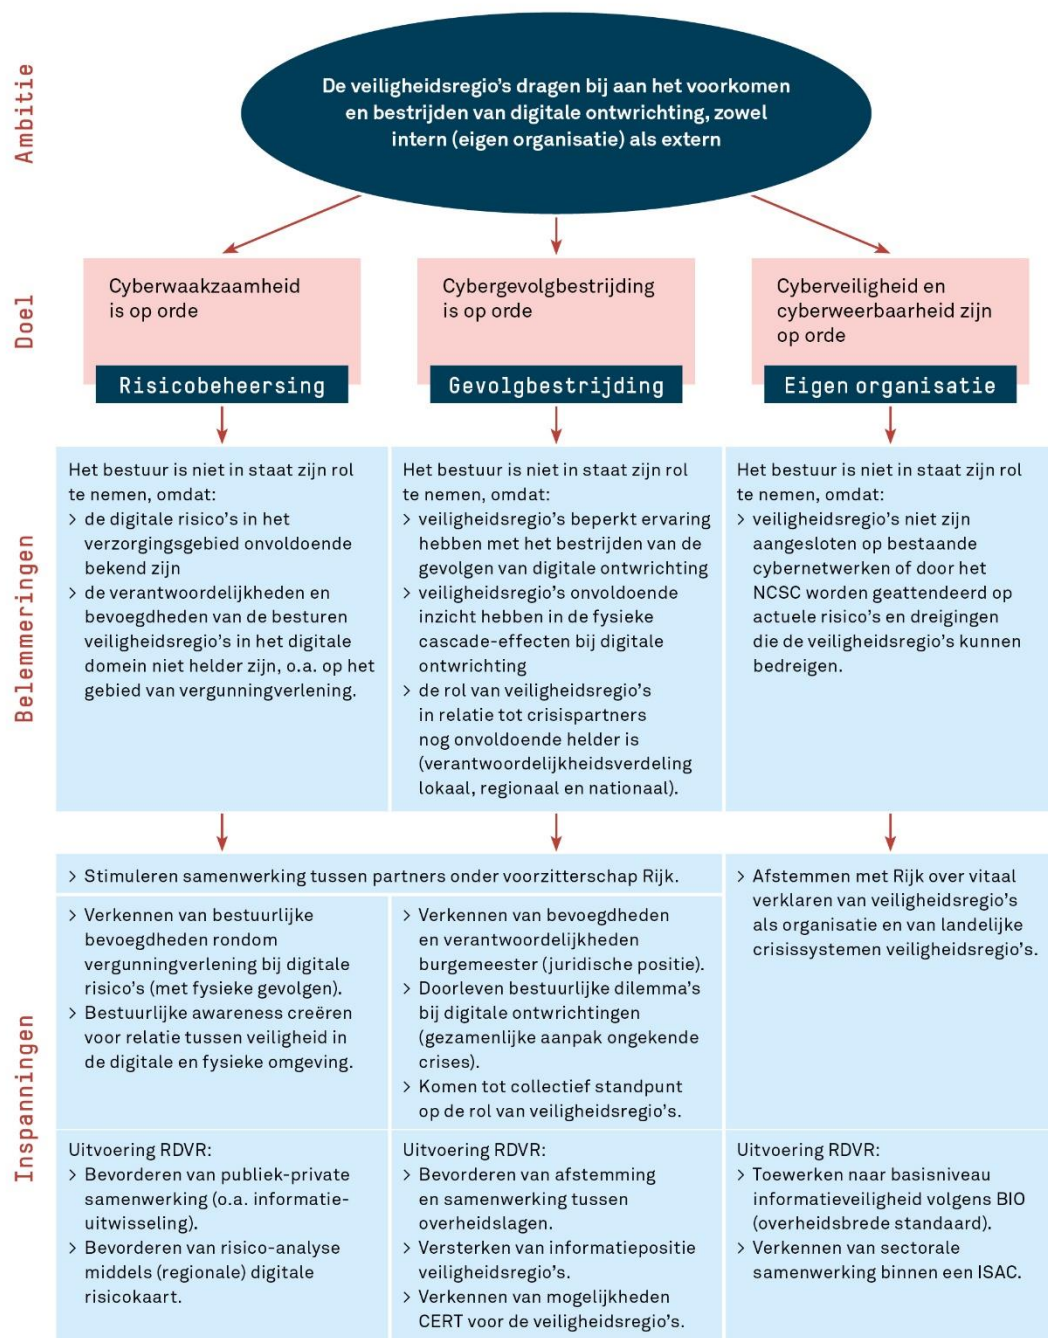 Ambitie
De veiligheidsregio's dragen bij aan het voorkomen
en bestrijden van digitale ontwrichting, zowel
intern (eigen organisatie) als extern
Doel
Cyberwaakzaamheid
is op orde
Risicobeheersing
Cybergevolgbestrijding
is op orde
Gevolgbestrijding
Cyberveiligheid en
cyberweerbaarheid zijn
op orde
Eigen organisatie
Belemmeringen
Het bestuur is niet in staat zijn rol
te nemen, omdat:
> de digitale risico's in het
verzorgingsgebied onvoldoende
bekend zijn
> de verantwoordelijkheden en
bevoegdheden van de besturen
veiligheidsregio's in het digitale
domein niet helder zijn, o.a. op het
gebied van vergunningverlening.
Het bestuur is niet in staat zijn rol
te nemen, omdat:
> veiligheidsregio's beperkt ervaring
hebben met het bestrijden van de
gevolgen van digitale ontwrichting
> veiligheidsregio's onvoldoende
inzicht hebben in de fysieke
cascade-effecten bij digitale
ontwrichting
> de rol van veiligheidsregio's
in relatie tot crisispartners
nog onvoldoende helder is
(verantwoordelijkheidsverdeling
lokaal, regionaal en nationaal).
Het bestuur is niet in staat zijn rol
te nemen, omdat:
> veiligheidsregio's niet zijn
aangesloten op bestaande
cybernetwerken of door het
NCSC worden geattendeerd op
actuele risico's en dreigingen
die de veiligheidsregio's kunnen
bedreigen.
Inspanningen
> Stimuleren samenwerking tussen partners onder voorzitterschap Rijk.
> Verkennen van bestuurlijke
bevoegdheden rondom
vergunningverlening bij digitale
risico's (met fysieke gevolgen).
> Bestuurlijke awareness creëren
voor relatie tussen veiligheid in
de digitale en fysieke omgeving.
> Verkennen van bevoegdheden
en verantwoordelijkheden
burgemeester (juridische positie).
> Doorleven bestuurlijke dilemma's
bij digitale ontwrichtingen
(gezamenlijke aanpak ongekende
crises).
> Komen tot collectief standpunt
op de rol van veiligheidsregio's.
> Afstemmen met Rijk over vitaal
verklaren van veiligheidsregio's
als organisatie en van landelijke
crisissystemen veiligheidsregio's.
Uitvoering RDVR:
> Bevorderen van publiek-private
samenwerking (o.a. informatie-
uitwisseling).
> Bevorderen van risico-analyse
middels (regionale) digitale
risicokaart.
Uitvoering RDVR:
> Bevorderen van afstemming
en samenwerking tussen
overheidslagen.
> Versterken van informatiepositie
veiligheidsregio's.
> Verkennen van mogelijkheden
CERT voor de veiligheidsregio's.
Uitvoering RDVR:
> Toewerken naar basisniveau
informatieveiligheid volgens BIO
(overheidsbrede standaard).
> Verkennen van sectorale
samenwerking binnen een ISAC.